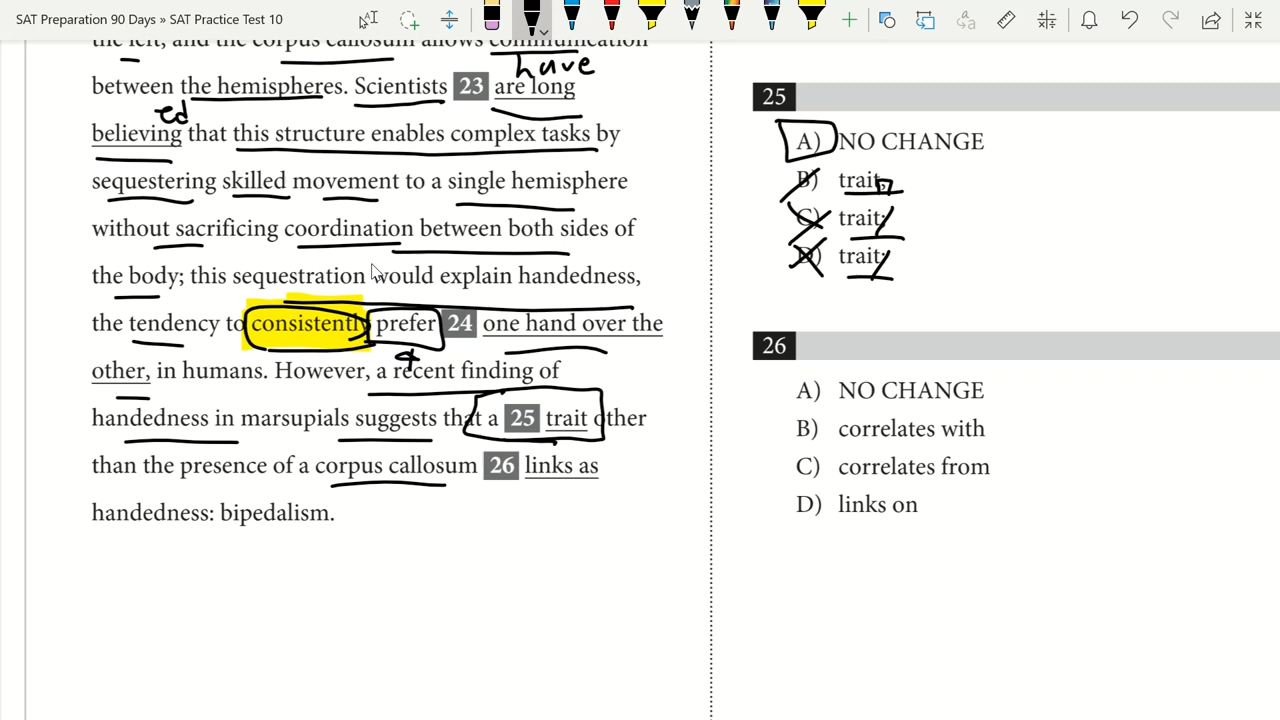 SAT Preparation 90 Days » SAT Practice Test 10
the left, and the corpus callosum allows communication
have
between the hemispheres. Scientists 23 are long
ed
believing that this structure enables complex tasks by
sequestering skilled movement to a single hemisphere
without sacrificing coordination between both sides of
the body; this sequestration would explain handedness,
the tendency to consistently prefer 24 one hand over the
other, in humans. However, a recent finding of
handedness in marsupials suggests that a 25 trait other
than the presence of a corpus callosum 26 links as
handedness: bipedalism.
25
A) NO CHANGE
B) trait,
C) trait:
D) trait;
26
A) NO CHANGE
B) correlates with
C) correlates from
D) links on